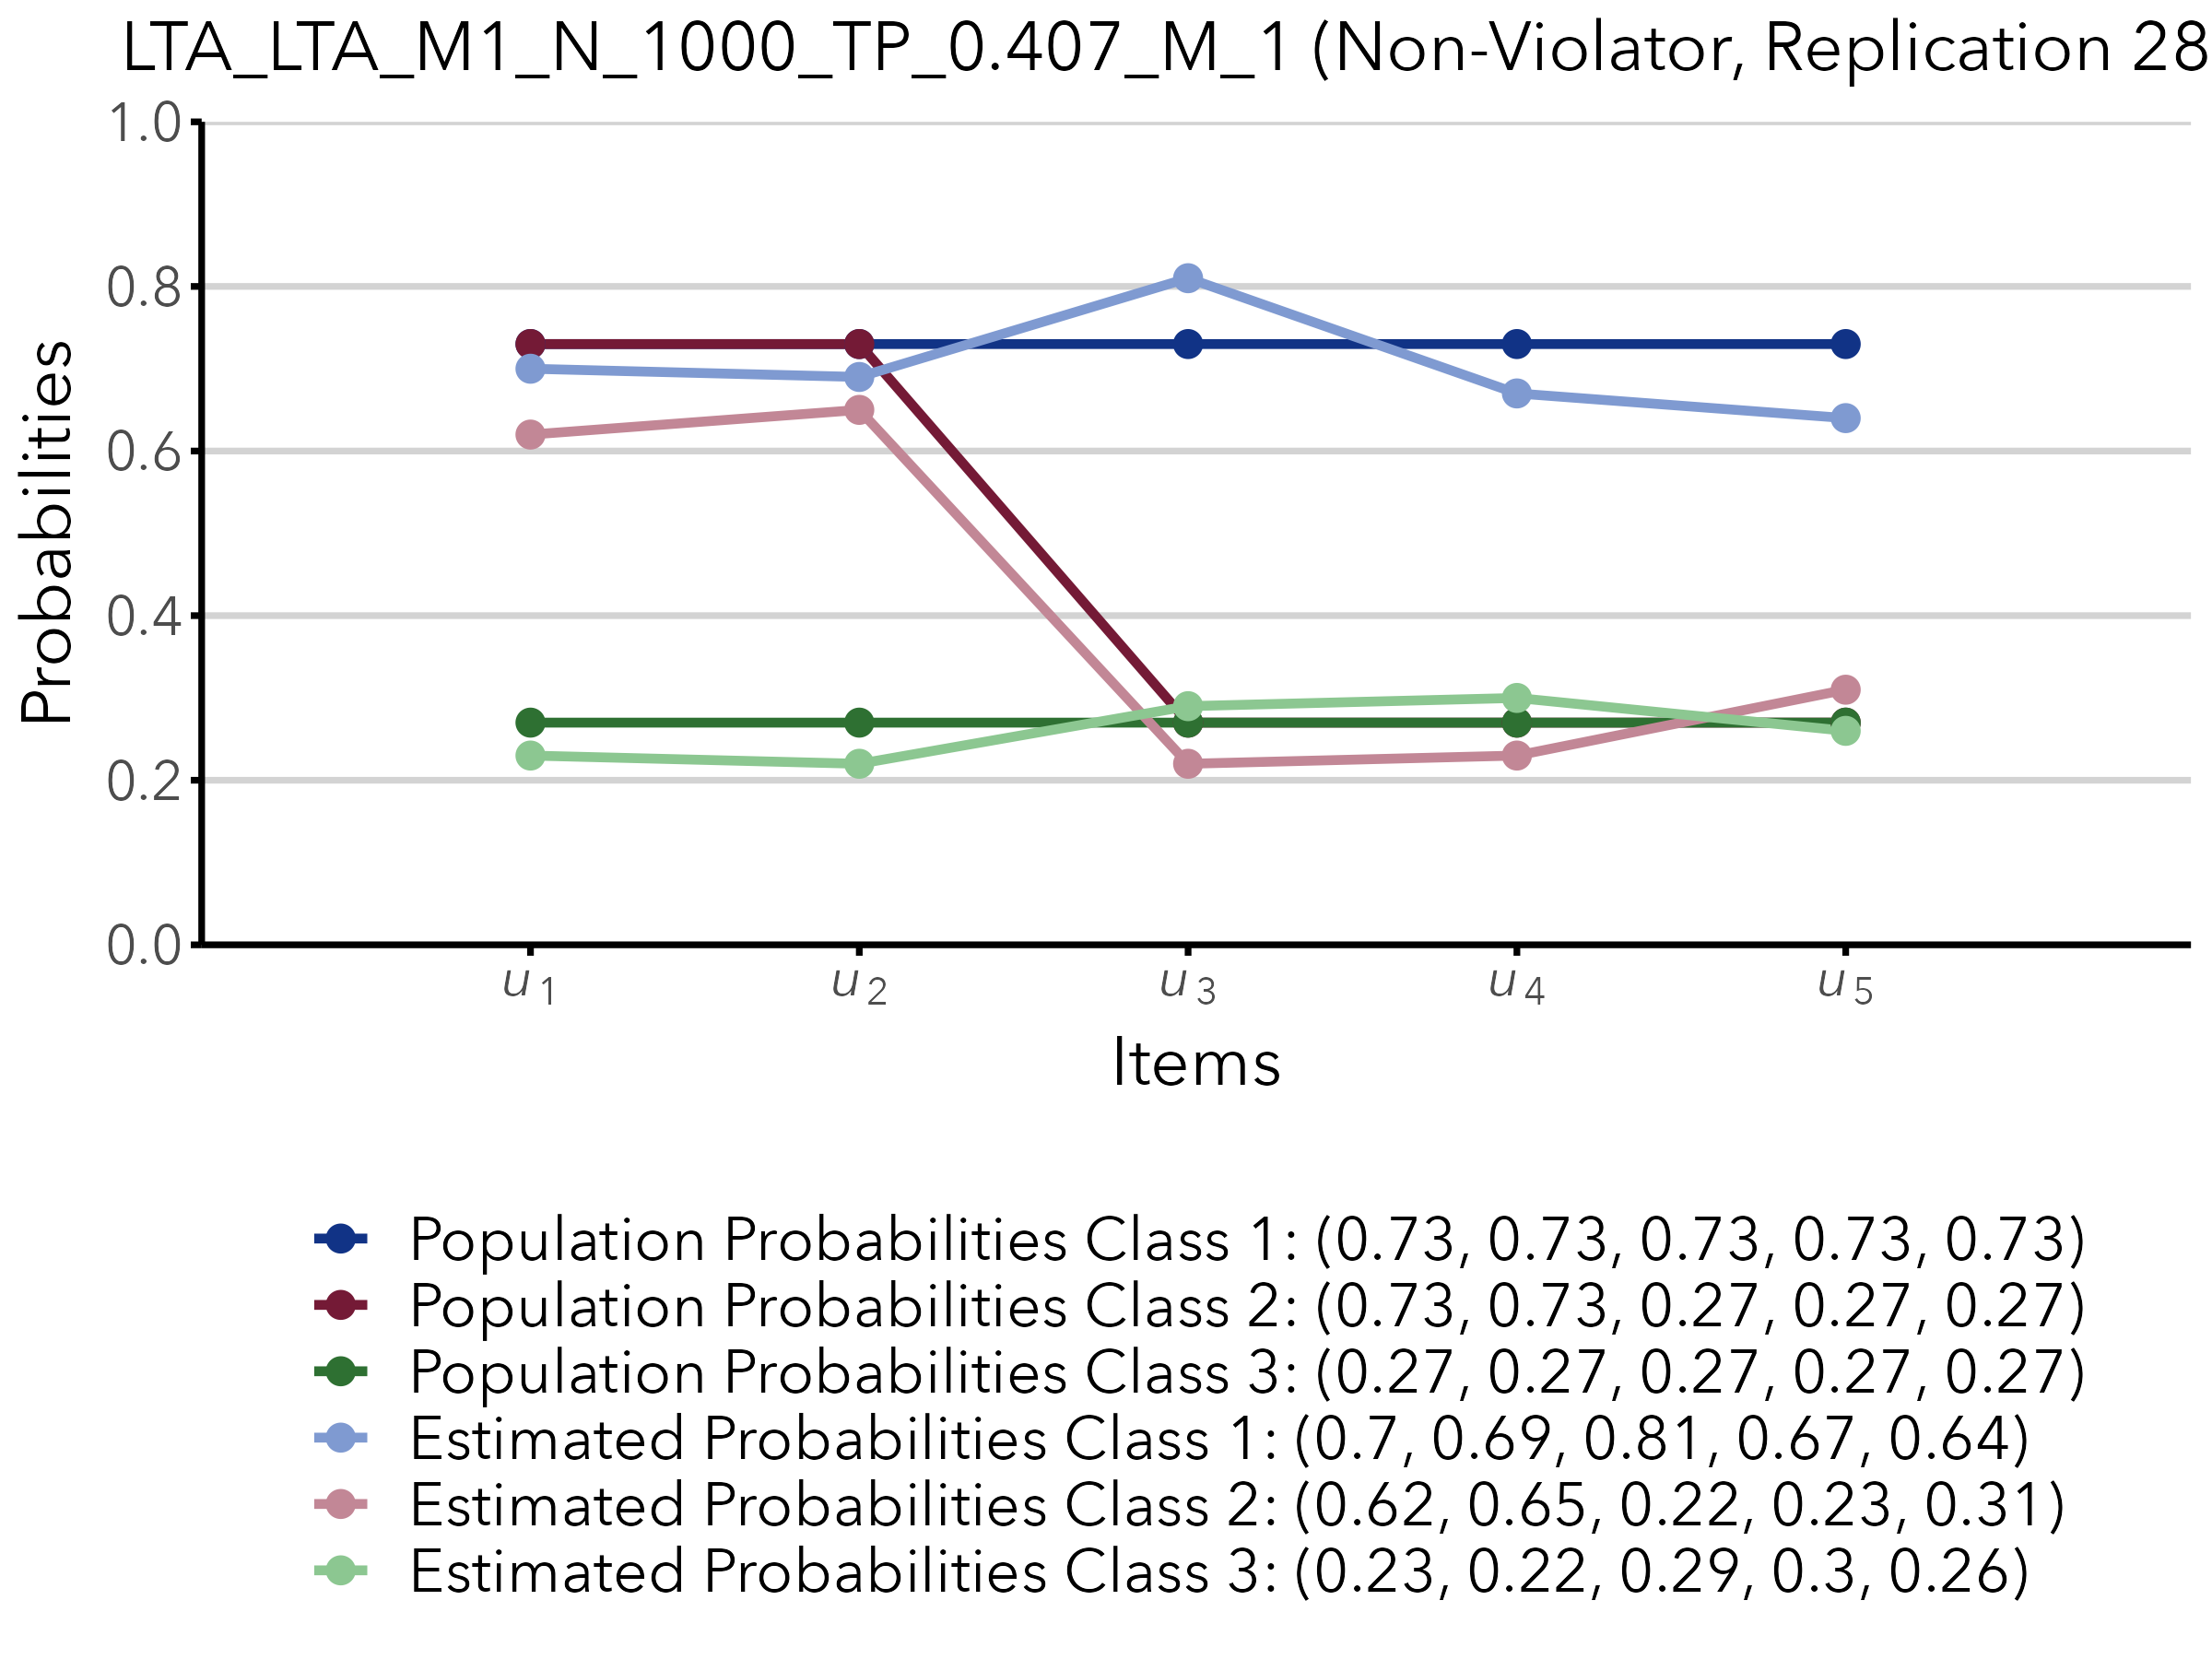 LTA_LTA_M1_N_1000_TP_0.407_M_1 (Non-Violator, Replication 28
1.0
0.8
0.6
0.4
0.2
0.0
Probabilities
u1 u2 u3 u4 u5
Items
Population Probabilities Class 1: (0.73, 0.73, 0.73, 0.73, 0.73)
Population Probabilities Class 2: (0.73, 0.73, 0.27, 0.27, 0.27)
Population Probabilities Class 3: (0.27, 0.27, 0.27, 0.27, 0.27)
Estimated Probabilities Class 1: (0.7, 0.69, 0.81, 0.67, 0.64)
Estimated Probabilities Class 2: (0.62, 0.65, 0.22, 0.23, 0.31)
Estimated Probabilities Class 3: (0.23, 0.22, 0.29, 0.3, 0.26)